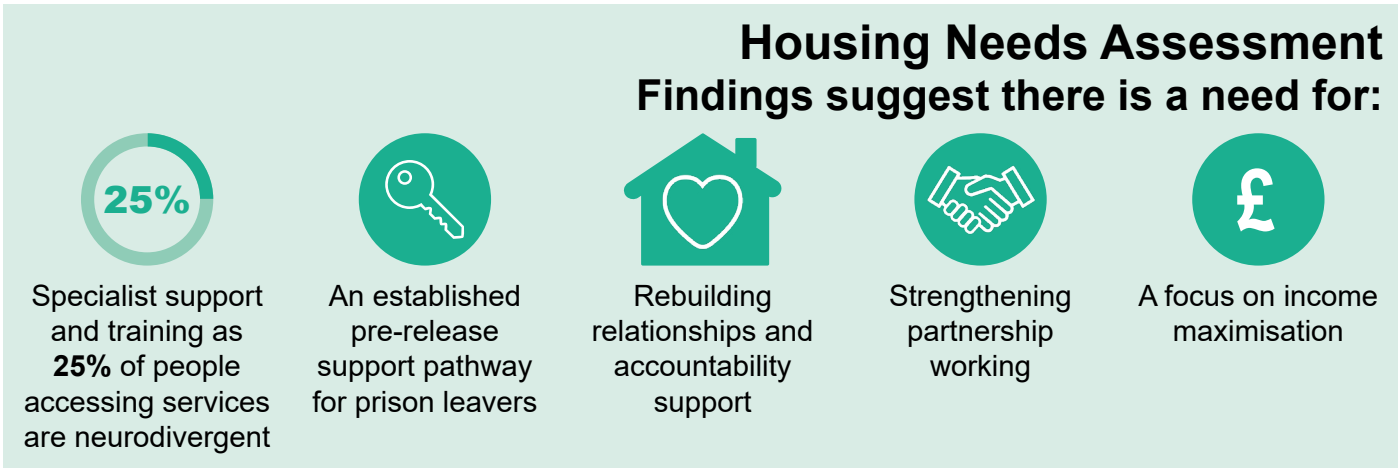 Housing Needs Assessment
Findings suggest there is a need for:
25%
Specialist support
and training as
25% of people
accessing services
are neurodivergent
An established
pre-release
support pathway
for prison leavers
Rebuilding
relationships and
accountability
support
Strengthening
partnership
working
£
A focus on income
maximisation